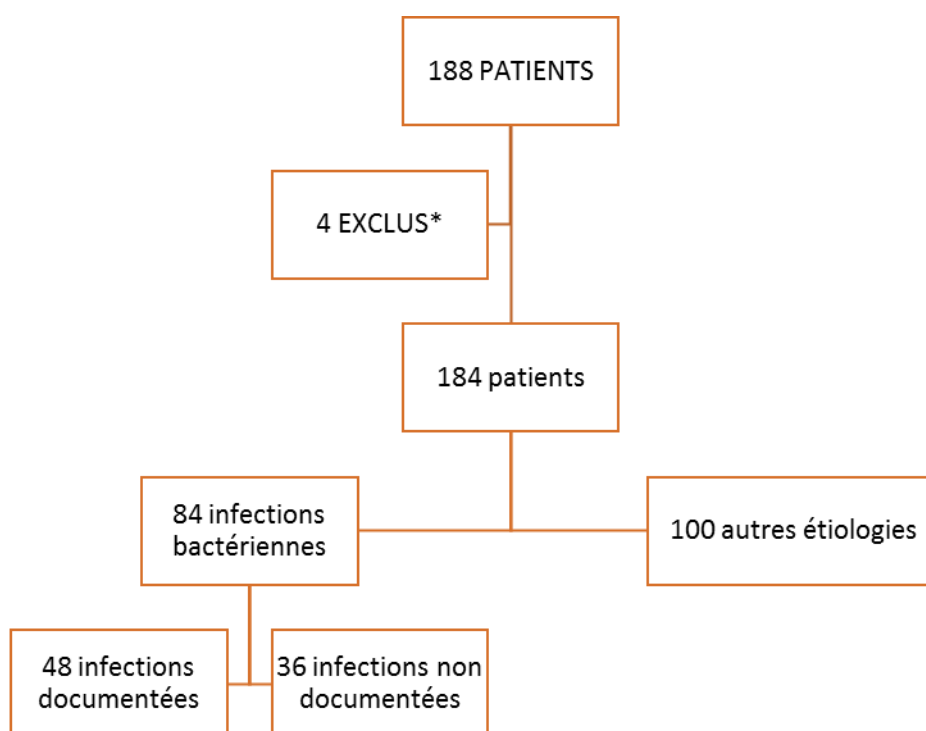 188 PATIENTS
4 EXCLUS*
184 patients
84 infections
bactériennes
100 autres étiologies
48 infections
documentées
36 infections non
documentées